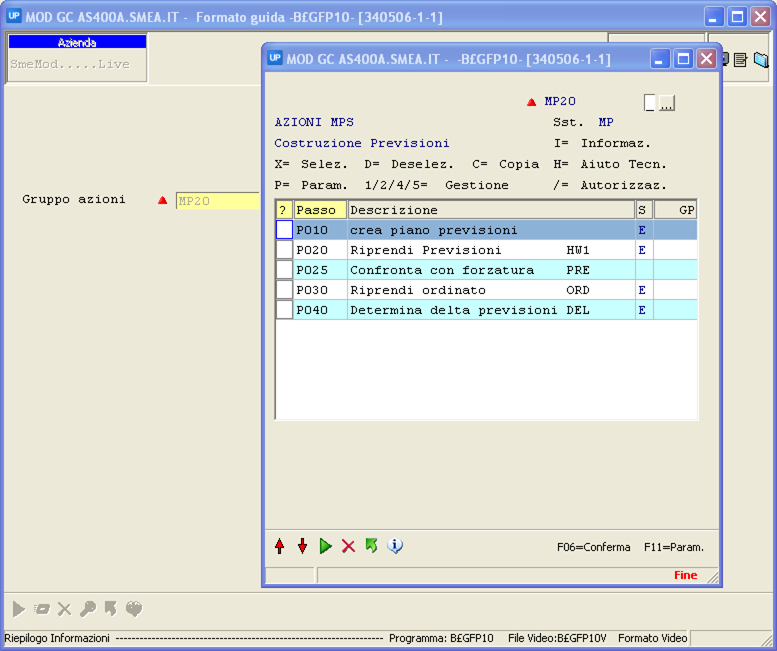 UP MOD GC AS400A.SMEA.IT - Formato guida -B£GFP10- [340506-1-1]
Azienda
SmeMod.....Live
Gruppo azioni MP20
UP MOD GC AS400A.SMEA.IT - -B£GFP10- [340506-1-1]
MP20 ...
AZIONI MPS Sst. MP
Costruzione Previsioni I= Informaz.
X= Selez. D= Deselez. C= Copia H= Aiuto Tecn.
P= Param. 1/2/4/5= Gestione /= Autorizzaz.
? Passo Descrizione S GP
P010 crea piano previsioni E
P020 Riprendi Previsioni HW1 E
P025 Confronta con forzatura PRE
P030 Riprendi ordinato ORD E
P040 Determina delta previsioni DEL E
F06=Conferma F11=Param.
Fine
Riepilogo Informazioni ------------------------------------------------------------------- Programma: B£GFP10 File Video:B£GFP10V Formato Video